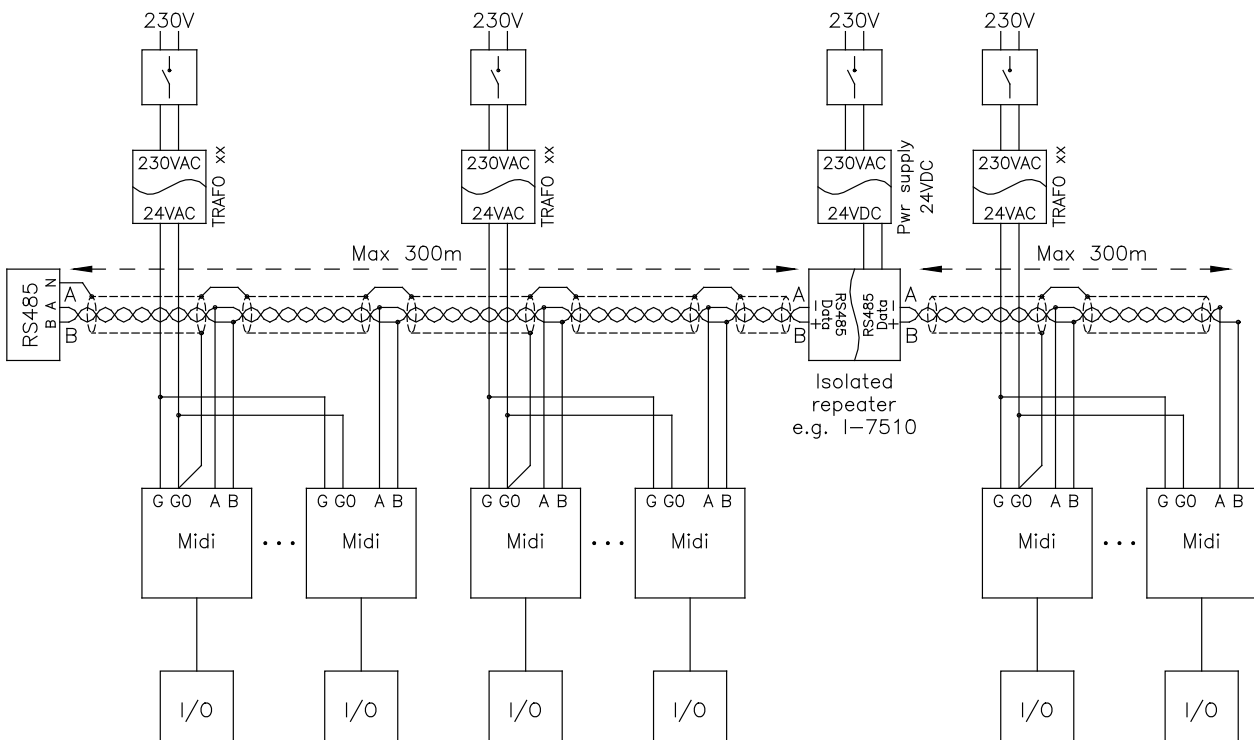 230V 230V 230V 230V
230VAC 230VAC 230VAC 230VAC
24VAC 24VAC 24VDC 24VAC
TRAFO xx
TRAFO xx
Pwr supply
24VDC
TRAFO xx
Max 300m Max 300m
RS485
B A N
A
B
A
B
– Data +
RS485
RS485
Data +
A
B
Isolated
repeater
e.g. I-7510
G G0 A B G G0 A B G G0 A B G G0 A B G G0 A B G G0 A B
Midi ... Midi Midi ... Midi Midi ... Midi
I/O I/O I/O I/O I/O I/O